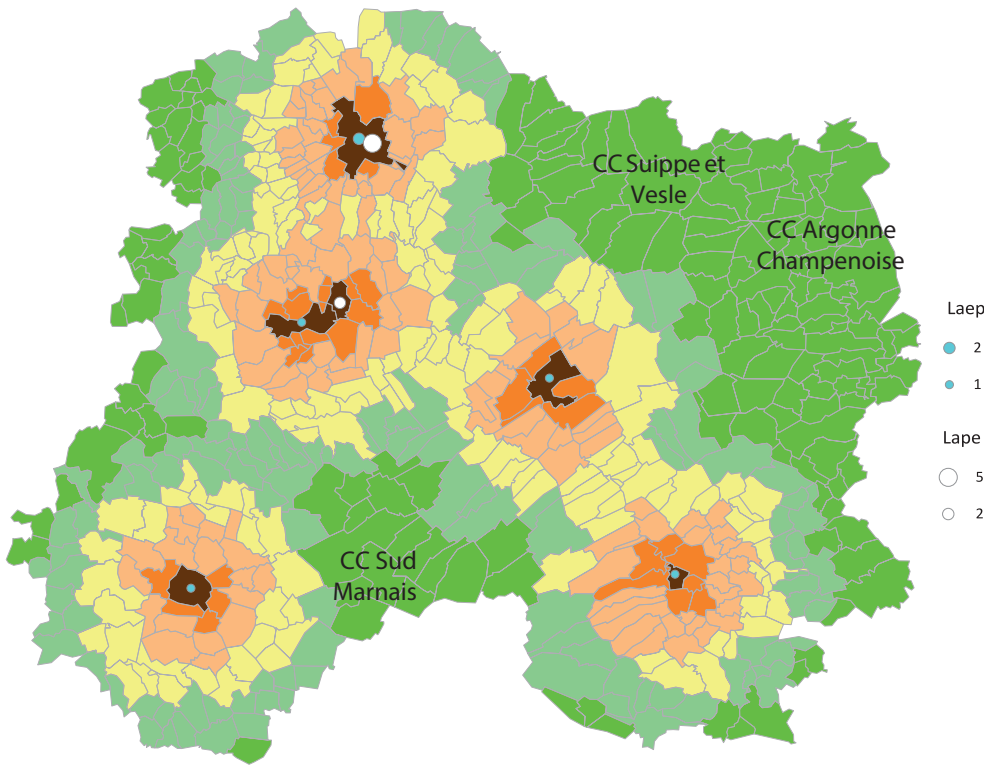 CC Suippe et
Vesle
CC Argonne
Champenoise
Laep
2
1
Lape
5
2
CC Sud
Marnais